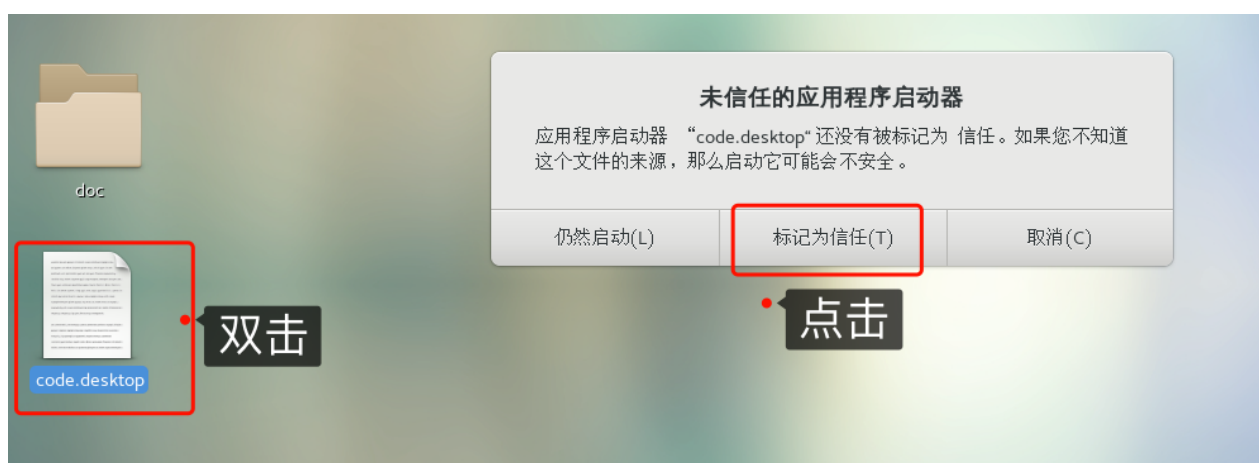 doc
code.desktop
双击
未信任的应用程序启动器
应用程序启动器 “code.desktop“ 还没有被标记为 信任。如果您不知道
这个文件的来源，那么启动它可能会不安全。
仍然启动(L)
标记为信任(T)
取消(C)
点击